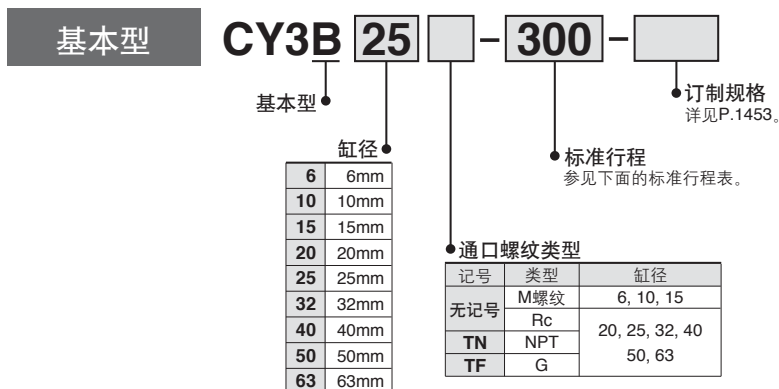 基本型
CY3B 25 - 300 -
基本型
订制规格
详见P.1453。
缸径
6 6mm
10 10mm
15 15mm
20 20mm
25 25mm
32 32mm
40 40mm
50 50mm
63 63mm
标准行程
参见下面的标准行程表。
通口螺纹类型
记号 类型 缸径
无记号 M螺纹 6, 10, 15
Rc 20, 25, 32, 40
TN NPT 50, 63
TF G